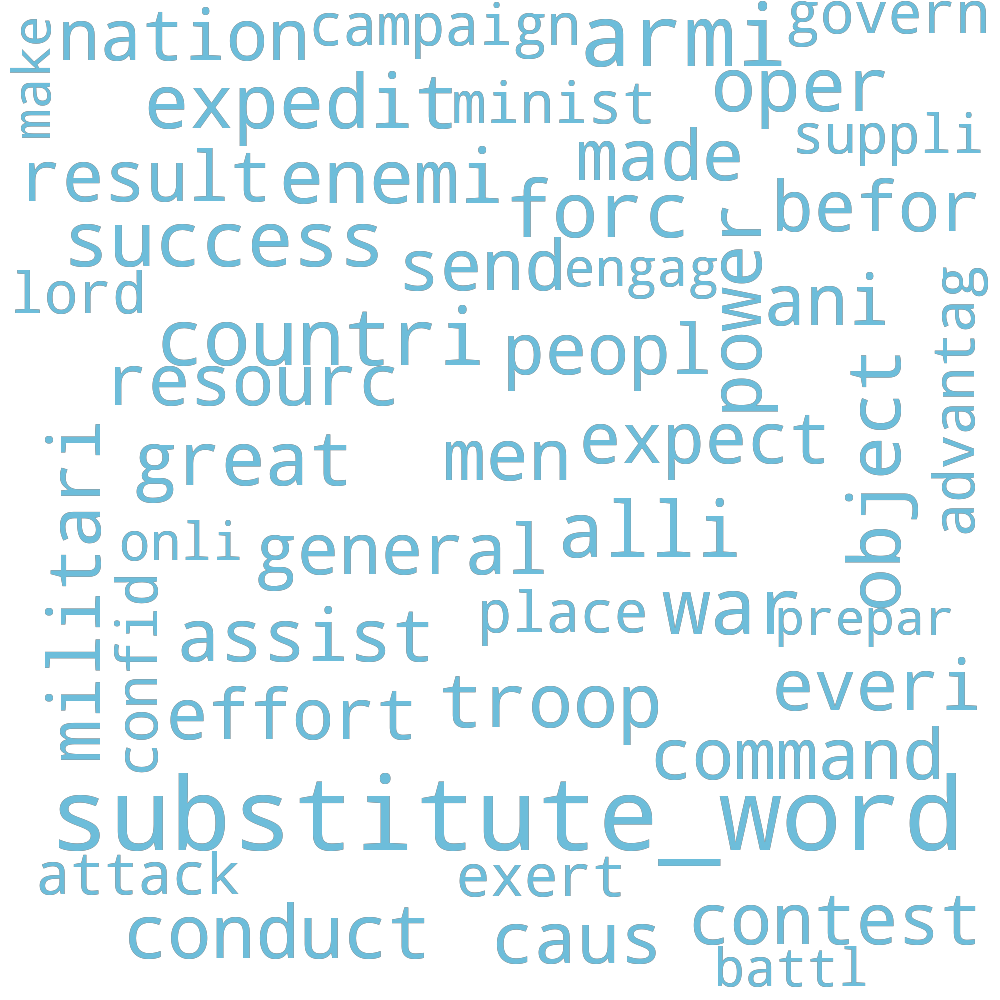 make
nation
campaign
armi
govern
expedit
minist
oper
suppli
result
enemi
made
forc
befor
success
send
engag
power
ani
lord
countri
peopl
advantag
resourc
object
great
men
expect
militari
onli
general
alli
confid
assist
place
war
prepar
effort
troop
everi
command
substitute_word
attack
exert
conduct
caus
contest
battl